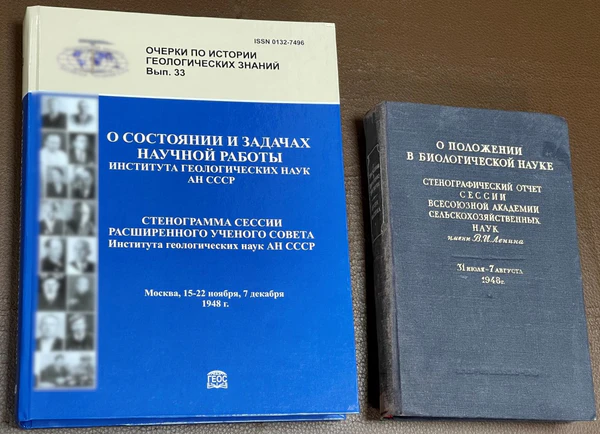 ISSN 0132-7496
ОЧЕРКИ ПО ИСТОРИИ
ГЕОЛОГИЧЕСКИХ ЗНАНИЙ
Вып. 33
О СОСТОЯНИИ И ЗАДАЧАХ
НАУЧНОЙ РАБОТЫ
ИНСТИТУТА ГЕОЛОГИЧЕСКИХ НАУК
АН СССР
СТЕНОГРАММА СЕССИИ
РАСШИРЕННОГО УЧЕНОГО СОВЕТА
Института геологических наук АН СССР
Москва, 15-22 ноября, 7 декабря
1948 г.
ГЕОС
О ПОЛОЖЕНИИ
В БИОЛОГИЧЕСКОЙ НАУКЕ
СТЕНОГРАФИЧЕСКИЙ ОТЧЕТ
СЕССИИ
ВСЕСОЮЗНОЙ АКАДЕМИИ
СЕЛЬСКОХОЗЯЙСТВЕННЫХ
НАУК
имени В.И.Ленина
31 ИЮЛЯ-7 АВГУСТА
1948г.